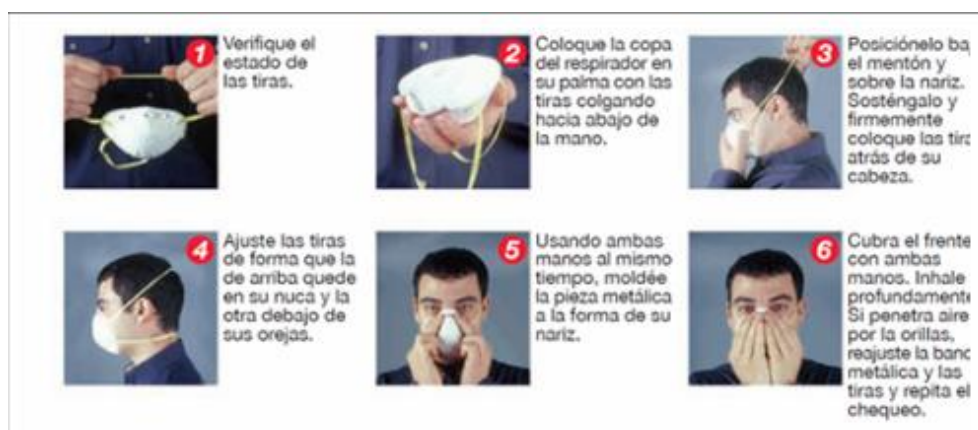 1
Verifique el
estado de
las tiras.
2
Coloque la copa
del respirador en
su palma con las
tiras colgando
hacia abajo de
la mano.
3
Posiciónelo
el mentón y
sobre la nariz.
Sosténgalo y
firmemente
coloque las
atrás de su
cabeza.
4
Ajuste las tiras
de forma que la
de arriba quede
en su nuca y la
otra debajo de
sus orejas.
5
Usando ambas
manos al mismo
tiempo, moldée
la pieza metálica
a la forma de su
nariz.
6
Cubra el frente
con ambas
manos. Inhale
Si penetra aire
por la orillas,
reajuste la
metálica y las
tiras y repita el
chequeo.